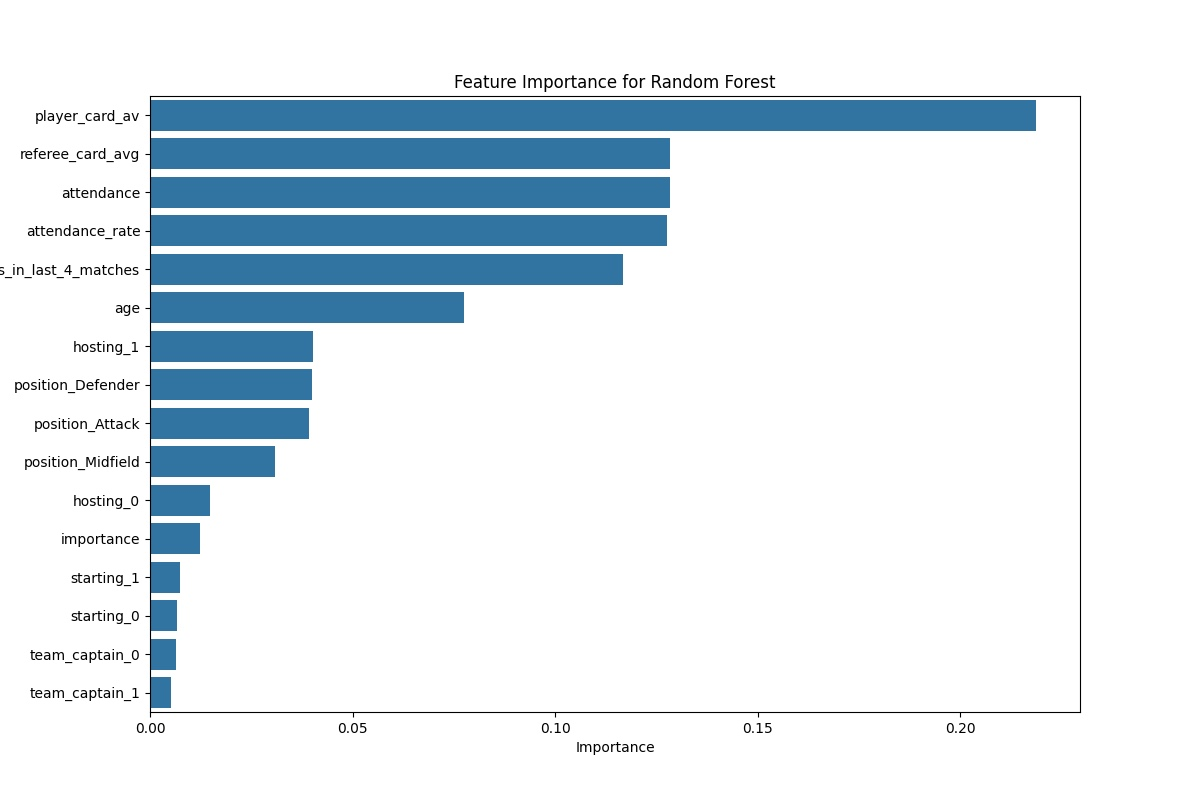 Feature Importance for Random Forest
player_card_av
referee_card_avg
attendance
attendance_rate
s_in_last_4_matches
age
hosting_1
position_Defender
position_Attack
position_Midfield
hosting_0
importance
starting_1
starting_0
team_captain_0
team_captain_1
0.00 0.05 0.10 0.15 0.20
Importance